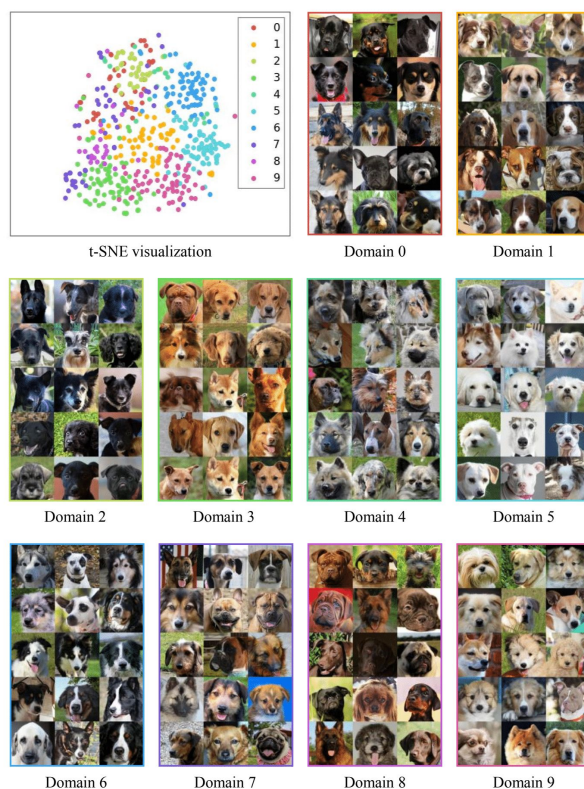 0
1
2
3
4
5
6
7
8
9
t-SNE visualization
Domain 0
Domain 1
Domain 2
Domain 3
Domain 4
Domain 5
Domain 6
Domain 7
Domain 8
Domain 9